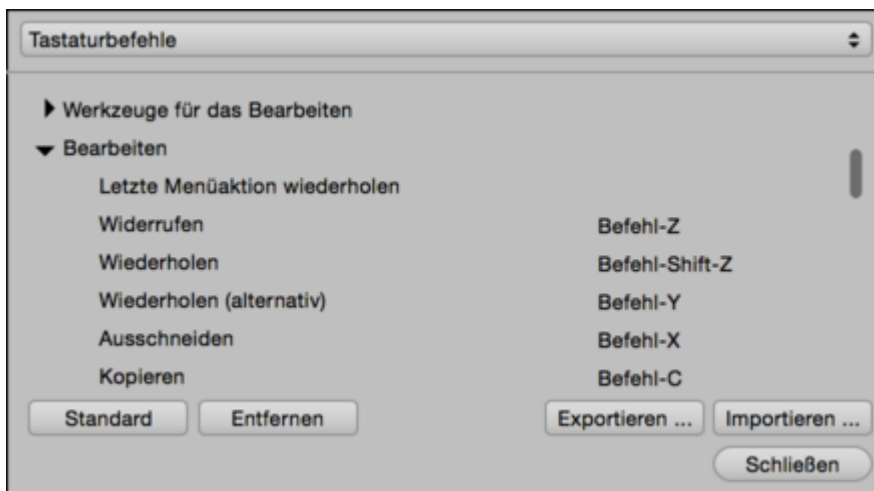 Tastaturbefehle
Werkzeuge für das Bearbeiten
Bearbeiten
Letzte Menüaktion wiederholen
Widerrufen Befehl-Z
Wiederholen Befehl-Shift-Z
Wiederholen (alternativ) Befehl-Y
Ausschneiden Befehl-X
Kopieren Befehl-C
Standard Entfernen Exportieren ... Importieren ...
Schließen